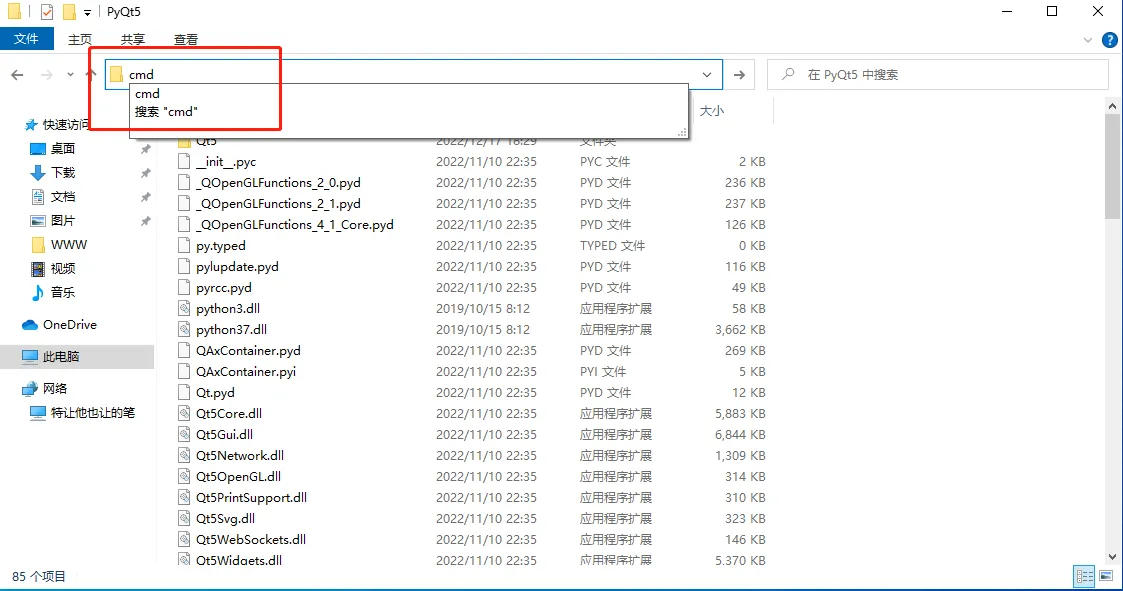 PyQt5
文件 主页 共享 查看
cmd
在 PyQt5 中搜索
cmd
搜索 "cmd"
大小
快速访问
桌面
下载
文档
图片
WWW
视频
音乐
OneDrive
此电脑
网络
特让他也让的笔
Qt5 2022/12/17 18:29 文件夹
__init__.pyc 2022/11/10 22:35 PYC 文件 2 KB
_QOpenGLFunctions_2_0.pyd 2022/11/10 22:35 PYD 文件 236 KB
_QOpenGLFunctions_2_1.pyd 2022/11/10 22:35 PYD 文件 237 KB
_QOpenGLFunctions_4_1_Core.pyd 2022/11/10 22:35 PYD 文件 126 KB
py.typed 2022/11/10 22:35 TYPED 文件 0 KB
pylupdate.pyd 2022/11/10 22:35 PYD 文件 116 KB
pyrcc.pyd 2022/11/10 22:35 PYD 文件 49 KB
python3.dll 2019/10/15 8:12 应用程序扩展 58 KB
python37.dll 2019/10/15 8:12 应用程序扩展 3,662 KB
QAxContainer.pyd 2022/11/10 22:35 PYD 文件 269 KB
QAxContainer.pyi 2022/11/10 22:35 PYI 文件 5 KB
Qt.pyd 2022/11/10 22:35 PYD 文件 12 KB
Qt5Core.dll 2022/11/10 22:35 应用程序扩展 5,883 KB
Qt5Gui.dll 2022/11/10 22:35 应用程序扩展 6,844 KB
Qt5Network.dll 2022/11/10 22:35 应用程序扩展 1,309 KB
Qt5OpenGL.dll 2022/11/10 22:35 应用程序扩展 314 KB
Qt5PrintSupport.dll 2022/11/10 22:35 应用程序扩展 310 KB
Qt5Svg.dll 2022/11/10 22:35 应用程序扩展 323 KB
Qt5WebSockets.dll 2022/11/10 22:35 应用程序扩展 146 KB
Qt5Widgets.dll 2022/11/10 22:35 应用程序扩展 5,370 KB
85 个项目